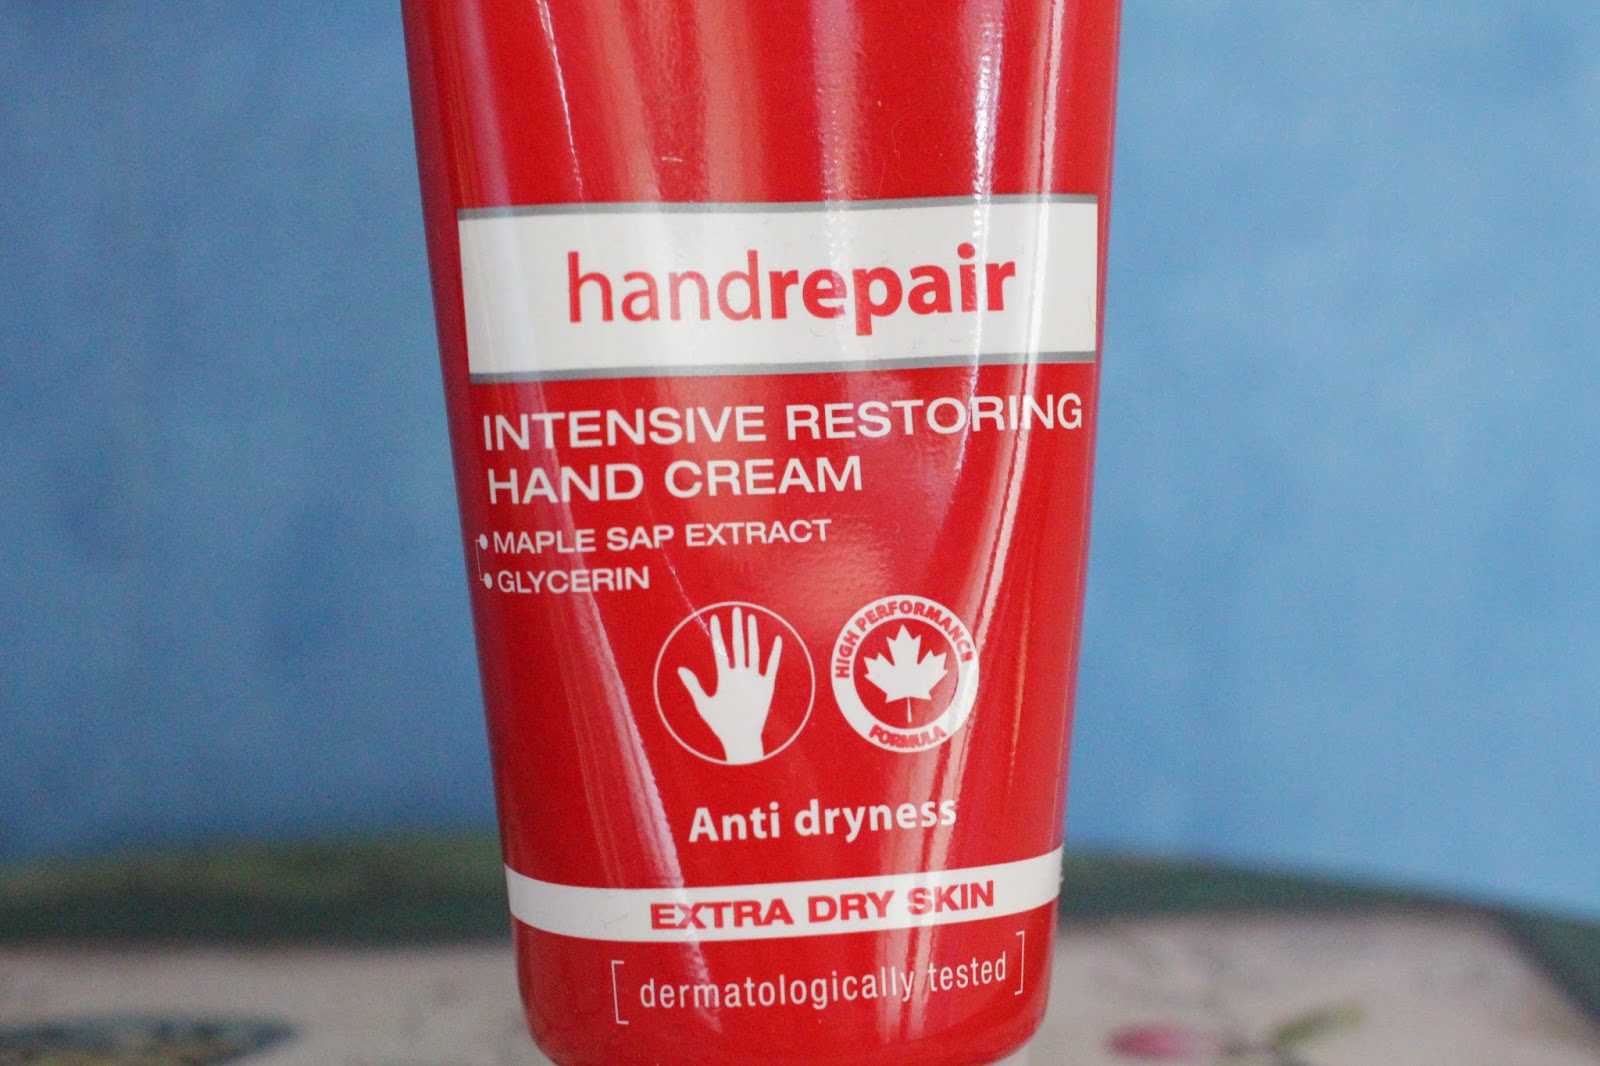 handrepair
INTENSIVE RESTORING
HAND CREAM
MAPLE SAP EXTRACT
GLYCERIN
HIGH PERFORMANCE
FORMULA
Anti dryness
EXTRA DRY SKIN
[dermatologically tested]